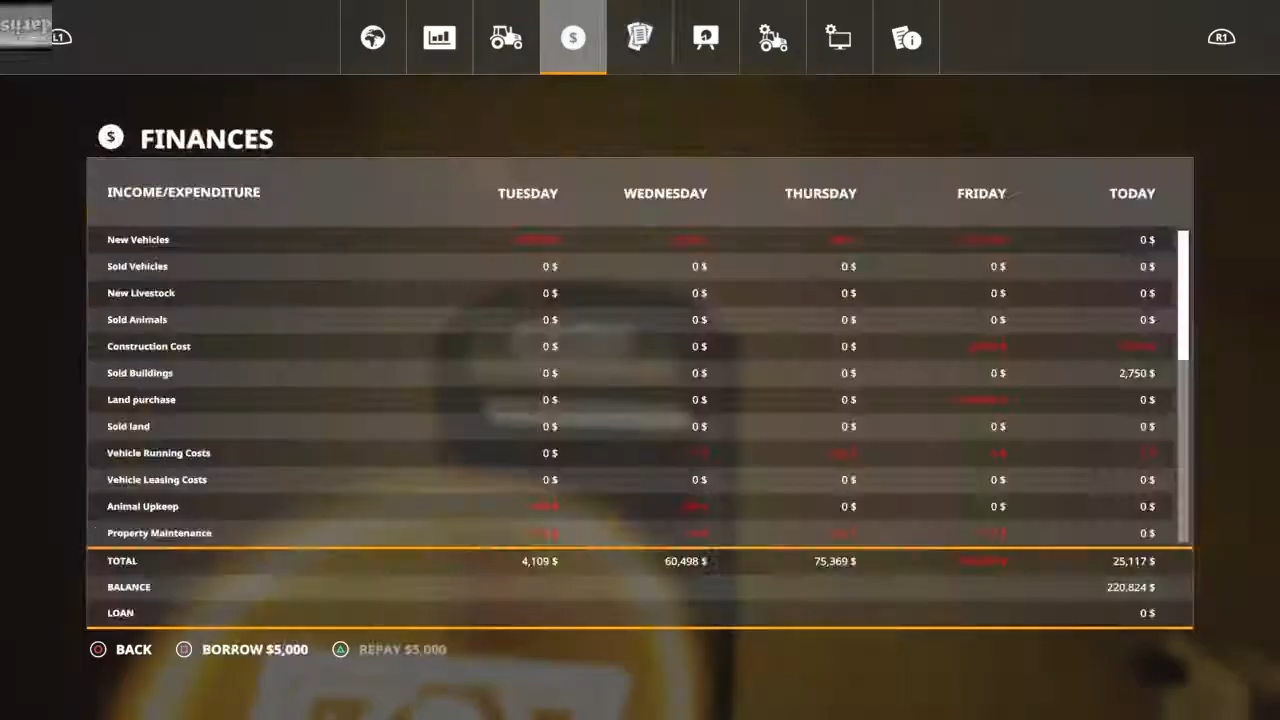 L1
R1
$ FINANCES
INCOME/EXPENDITURE TUESDAY WEDNESDAY THURSDAY FRIDAY TODAY
New Vehicles 0 $
Sold Vehicles 0 $ 0 $ 0 $ 0 $ 0 $
New Livestock 0 $ 0 $ 0 $ 0 $ 0 $
Sold Animals 0 $ 0 $ 0 $ 0 $ 0 $
Construction Cost 0 $ 0 $ 0 $
Sold Buildings 0 $ 0 $ 0 $ 0 $ 2,750 $
Land purchase 0 $ 0 $ 0 $ 0 $
Sold land 0 $ 0 $ 0 $ 0 $ 0 $
Vehicle Running Costs 0 $
Vehicle Leasing Costs 0 $ 0 $ 0 $ 0 $ 0 $
Animal Upkeep 0 $ 0 $ 0 $
Property Maintenance 0 $
TOTAL 4,109 $ 60,498 $ 75,369 $ 25,117 $
BALANCE 220,824 $
LOAN 0 $
BACK BORROW $5,000 REPAY $5,000